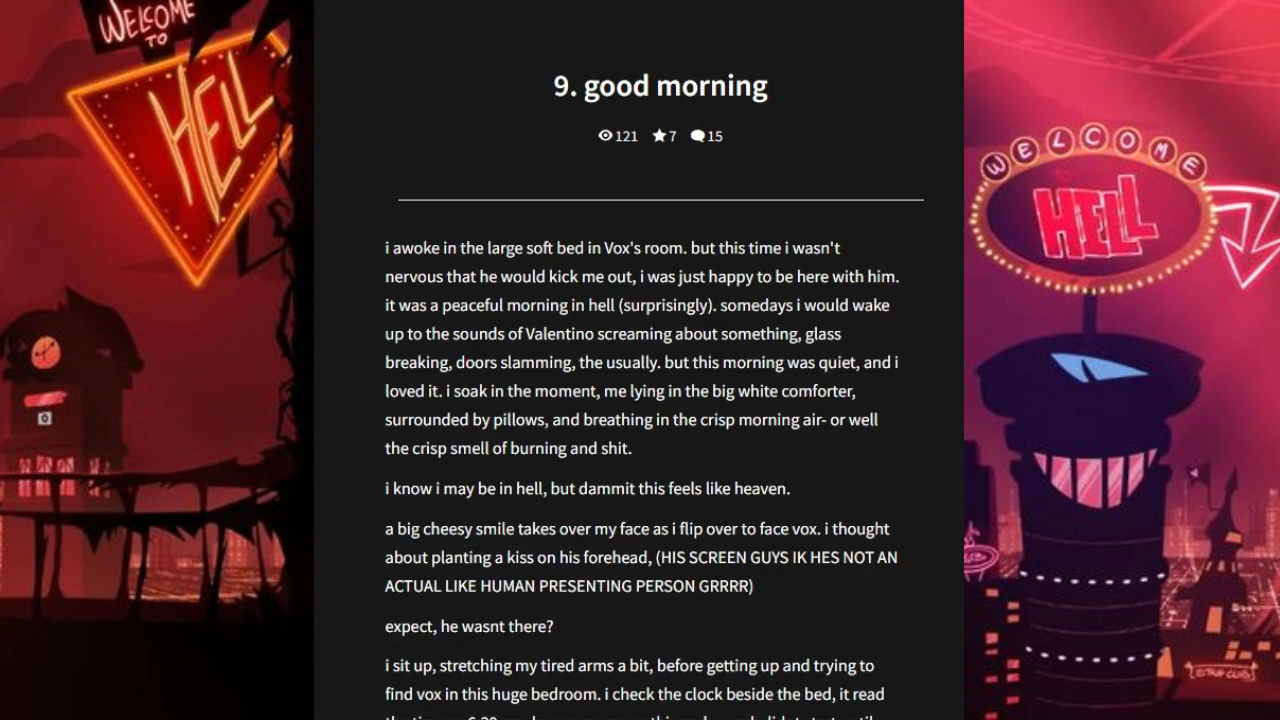 WELCOME
TO
HELL
9. good morning
121 7 15
i awoke in the large soft bed in Vox's room. but this time i wasn't
nervous that he would kick me out, i was just happy to be here with him.
it was a peaceful morning in hell (surprisingly). somedays i would wake
up to the sounds of Valentino screaming about something, glass
breaking, doors slamming, the usually. but this morning was quiet, and i
loved it. i soak in the moment, me lying in the big white comforter,
surrounded by pillows, and breathing in the crisp morning air- or well
the crisp smell of burning and shit.
i know i may be in hell, but dammit this feels like heaven.
a big cheesy smile takes over my face as i flip over to face vox. i thought
about planting a kiss on his forehead, (HIS SCREEN GUYS IK HES NOT AN
ACTUAL LIKE HUMAN PRESENTING PERSON GRRRR)
expect, he wasnt there?
i sit up, stretching my tired arms a bit, before getting up and trying to
find vox in this huge bedroom. i check the clock beside the bed, it read
WELCOME
TO
HELL